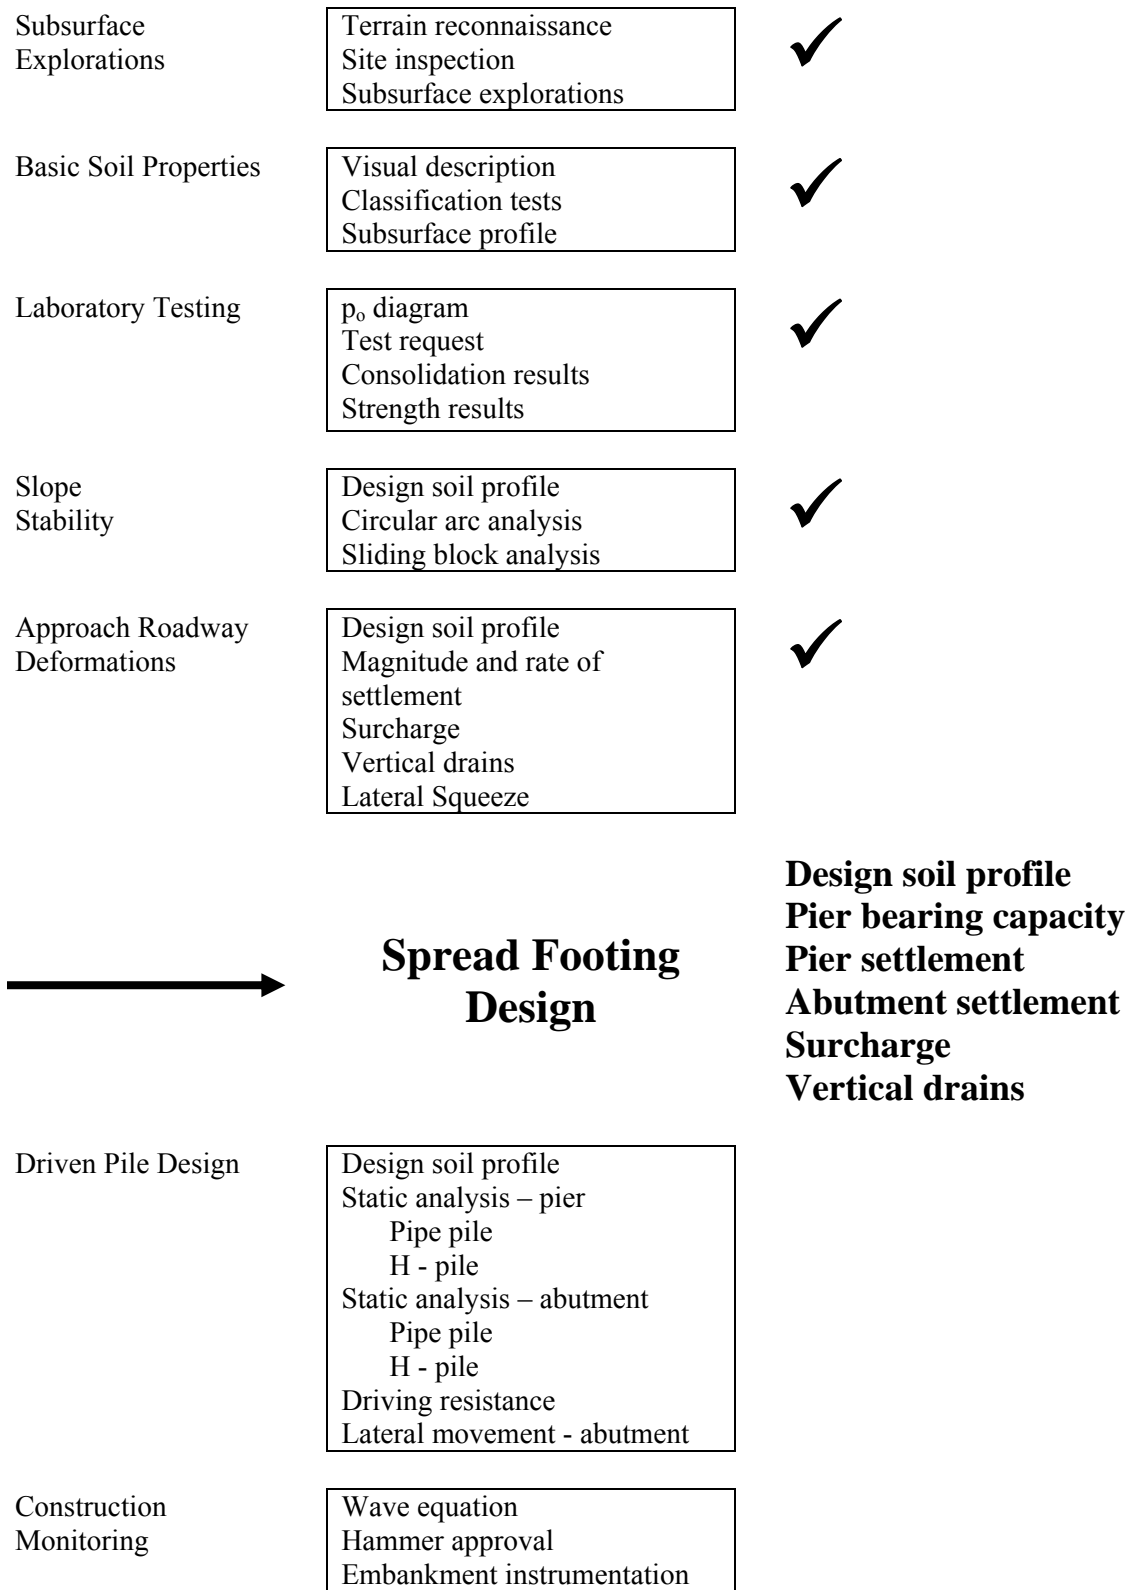 Subsurface
Explorations
Terrain reconnaissance
Site inspection
Subsurface explorations
Basic Soil Properties
Visual description
Classification tests
Subsurface profile
Laboratory Testing
po diagram
Test request
Consolidation results
Strength results
Slope
Stability
Design soil profile
Circular arc analysis
Sliding block analysis
Approach Roadway
Deformations
Design soil profile
Magnitude and rate of
settlement
Surcharge
Vertical drains
Lateral Squeeze
Spread Footing
Design
Design soil profile
Pier bearing capacity
Pier settlement
Abutment settlement
Surcharge
Vertical drains
Driven Pile Design
Design soil profile
Static analysis – pier
Pipe pile
H - pile
Static analysis – abutment
Pipe pile
H - pile
Driving resistance
Lateral movement - abutment
Construction
Monitoring
Wave equation
Hammer approval
Embankment instrumentation